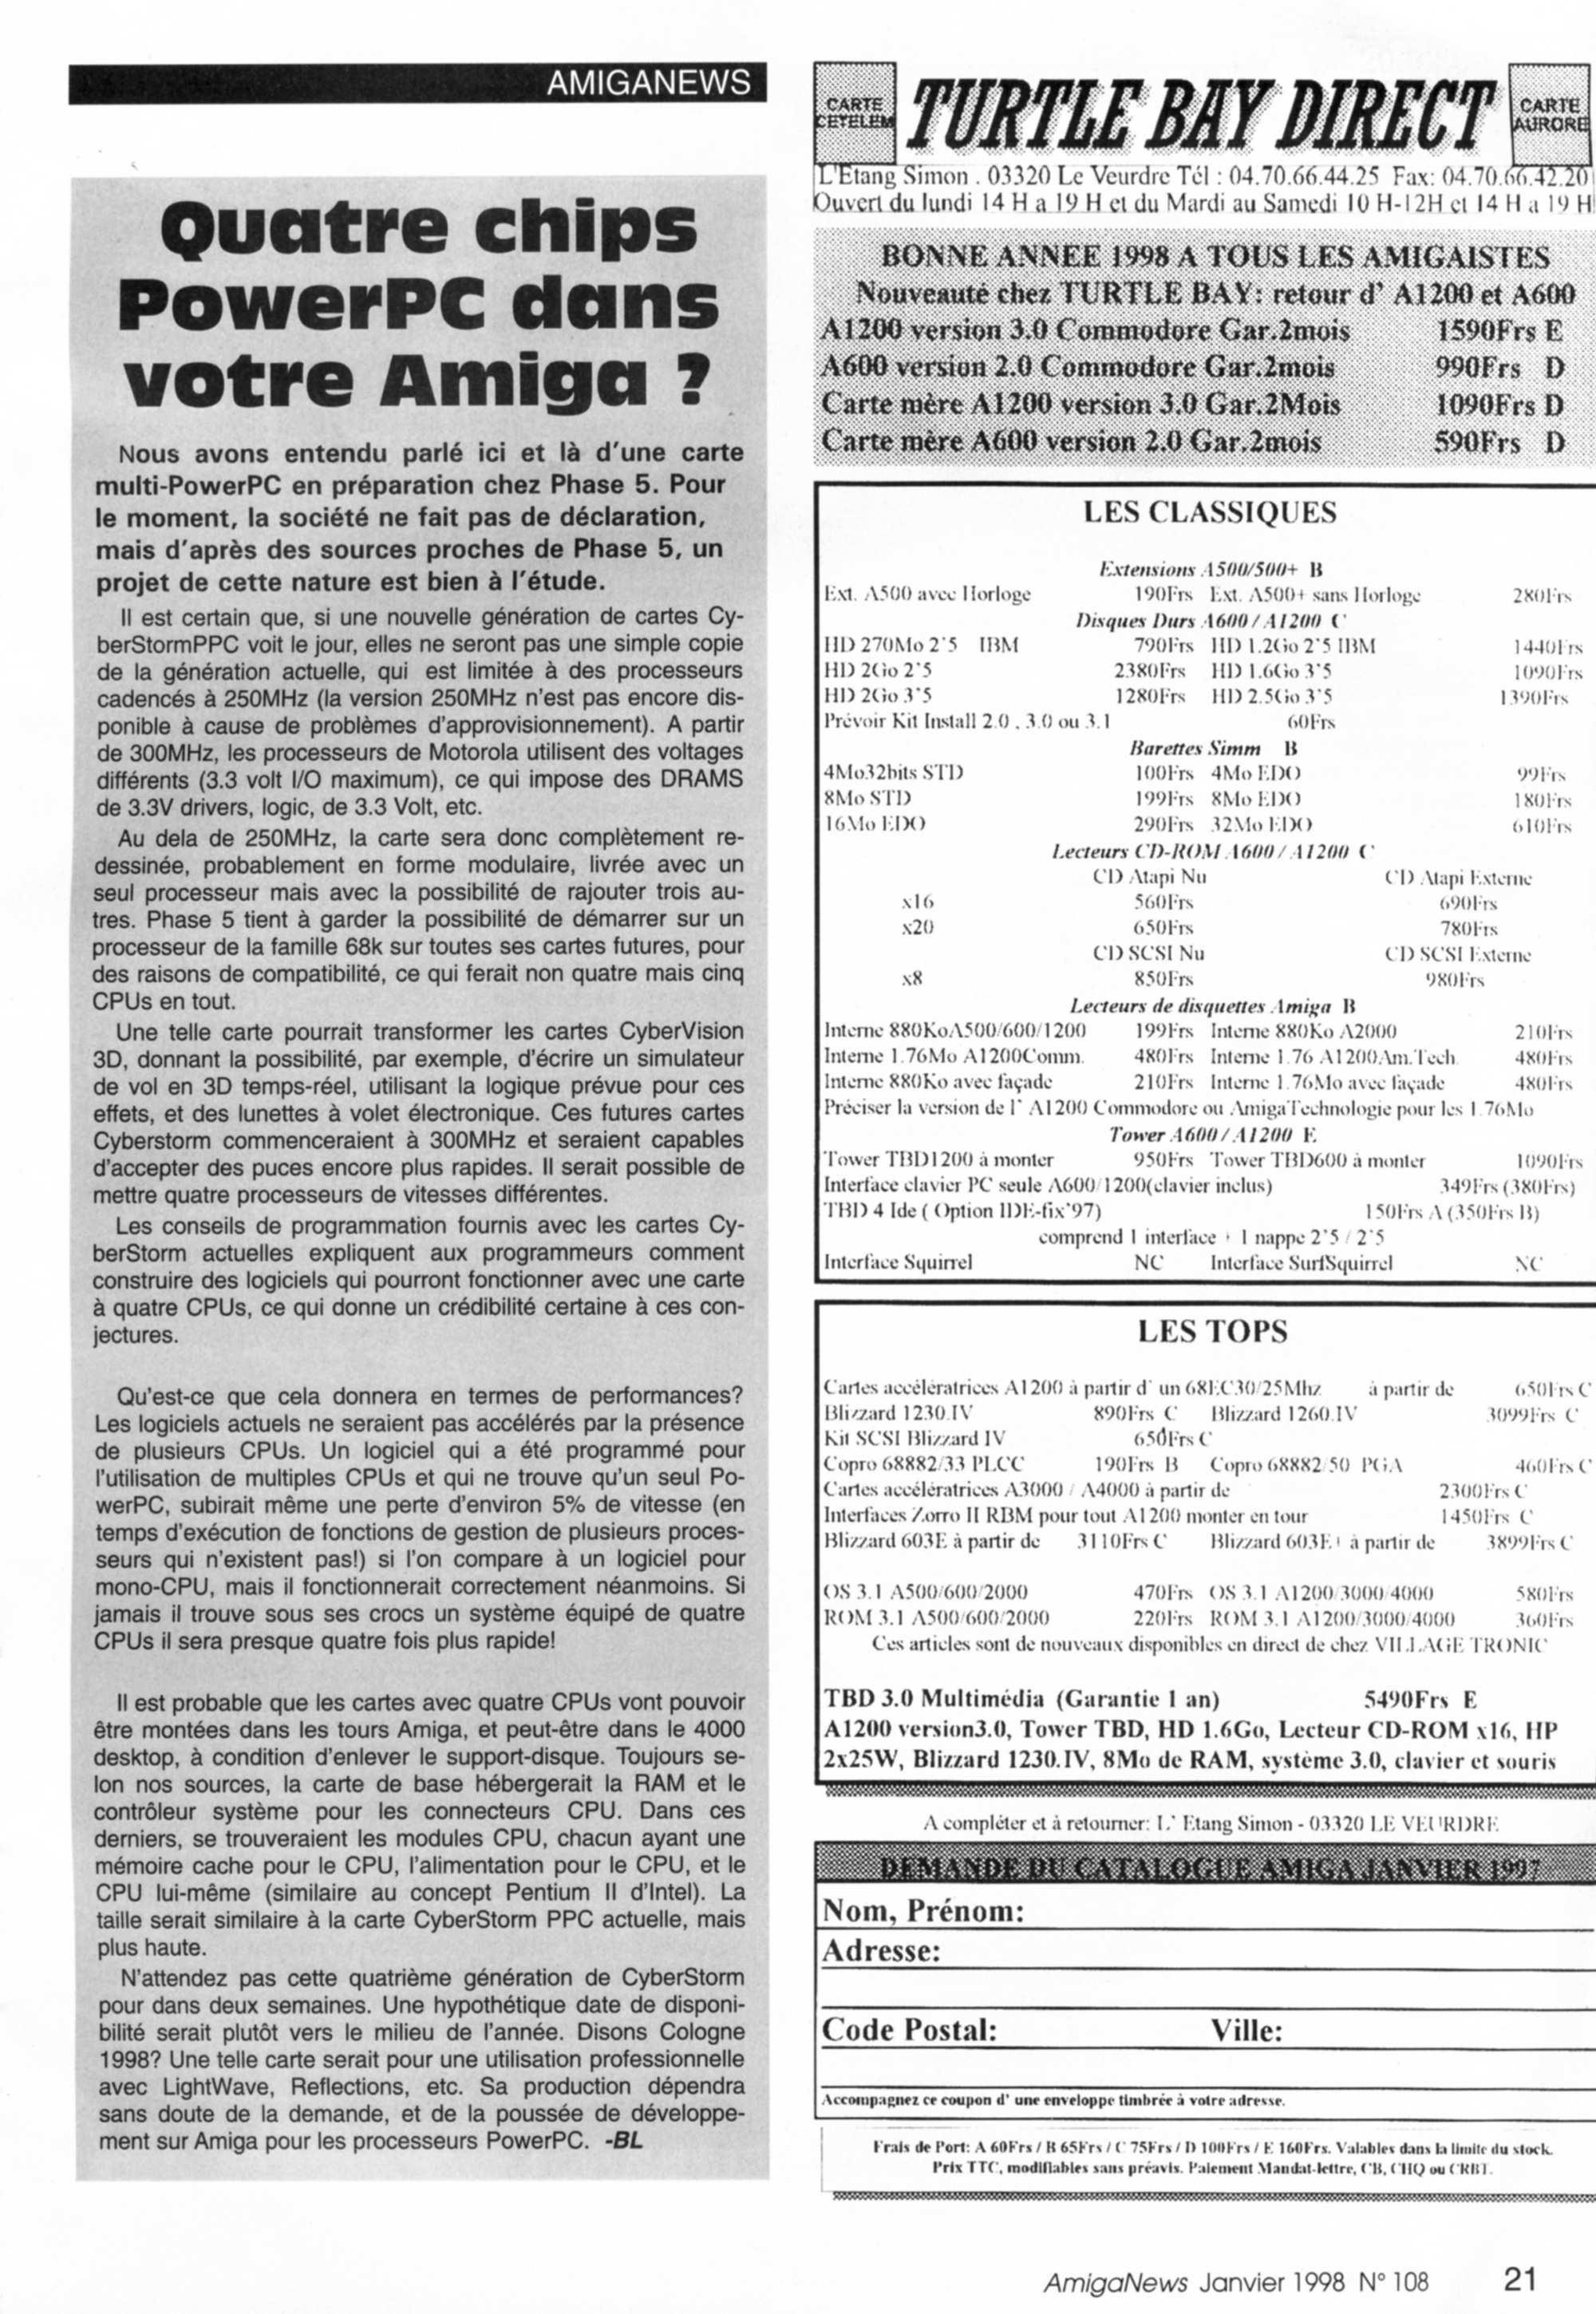 AMIGANEWS
Quatre chips
PowerPC dans
votre Amiga ?
Nous avons entendu parlé ici et là d'une carte
multi-PowerPC en préparation chez Phase 5. Pour
le moment, la société ne fait pas de déclaration,
mais d'après des sources proches de Phase 5, un
projet de cette nature est bien à l'étude.
Il est certain que, si une nouvelle génération de cartes Cy-
berStormPPC voit le jour, elles ne seront pas une simple copie
de la génération actuelle, qui est limitée à des processeurs
cadencés à 250MHz (la version 250MHz n'est pas encore dis-
ponible à cause de problèmes d'approvisionnement). A partir
de 300MHz, les processeurs de Motorola utilisent des voltages
différents (3.3 volt I/O maximum), ce qui impose des DRAMS
de 3.3V drivers, logic, de 3.3 Volt, etc.
Au dela de 250MHz, la carte sera donc complètement re-
dessinée, probablement en forme modulaire, livrée avec un
seul processeur mais avec la possibilité de rajouter trois au-
tres. Phase 5 tient à garder la possibilité de démarrer sur un
processeur de la famille 68k sur toutes ses cartes futures, pour
des raisons de compatibilité, ce qui ferait non quatre mais cinq
CPUs en tout.
Une telle carte pourrait transformer les cartes CyberVision
3D, donnant la possibilité, par exemple, d'écrire un simulateur
de vol en 3D temps-réel, utilisant la logique prévue pour ces
effets, et des lunettes à volet électronique. Ces futures cartes
Cyberstorm commenceraient à 300MHz et seraient capables
d'accepter des puces encore plus rapides. Il serait possible de
mettre quatre processeurs de vitesses différentes.
Les conseils de programmation fournis avec les cartes Cy-
berStorm actuelles expliquent aux programmeurs comment
construire des logiciels qui pourront fonctionner avec une carte
à quatre CPUs, ce qui donne un crédibilité certaine à ces con-
jectures.
Qu'est-ce que cela donnera en termes de performances?
Les logiciels actuels ne seraient pas accélérés par la présence
de plusieurs CPUs. Un logiciel qui a été programmé pour
l'utilisation de multiples CPUs et qui ne trouve qu'un seul Po-
werPC, subirait même une perte d'environ 5% de vitesse (en
temps d'exécution de fonctions de gestion de plusieurs proces-
seurs qui n'existent pas!) si l'on compare à un logiciel pour
mono-CPU, mais il fonctionnerait correctement néanmoins. Si
jamais il trouve sous ses crocs un système équipé de quatre
CPUs il sera presque quatre fois plus rapide!
Il est probable que les cartes avec quatre CPUs vont pouvoir
être montées dans les tours Amiga, et peut-être dans le 4000
desktop, à condition d'enlever le support-disque. Toujours se-
lon nos sources, la carte de base hébergerait la RAM et le
contrôleur système pour les connecteurs CPU. Dans ces
derniers, se trouveraient les modules CPU, chacun ayant une
mémoire cache pour le CPU, l'alimentation pour le CPU, et le
CPU lui-même (similaire au concept Pentium II d'Intel). La
taille serait similaire à la carte CyberStorm PPC actuelle, mais
plus haute.
N'attendez pas cette quatrième génération de CyberStorm
pour dans deux semaines. Une hypothétique date de disponi-
bilité serait plutôt vers le milieu de l'année. Disons Cologne
1998? Une telle carte serait pour une utilisation professionnelle
avec LightWave, Reflections, etc. Sa production dépendra
sans doute de la demande, et de la poussée de développe-
ment sur Amiga pour les processeurs PowerPC. -BL
CARTE
CETELEM
TURTLE BAY DIRECT
CARTE
AURORE
L'Etang Simon . 03320 Le Veurdre Tél : 04.70.66.44.25 Fax: 04.70.66.42.20
Ouvert du lundi 14 H a 19 H et du Mardi au Samedi 10 H-12H et 14 H a 19 H
BONNE ANNEE 1998 A TOUS LES AMIGAISTES
Nouveauté chez TURTLE BAY: retour d' A1200 et A600
A1200 version 3.0 Commodore Gar.2mois 1590Frs E
A600 version 2.0 Commodore Gar.2mois 990Frs D
Carte mère A1200 version 3.0 Gar.2Mois 1090Frs D
Carte mère A600 version 2.0 Gar.2mois 590Frs D
LES CLASSIQUES
Extensions A500/500+ B
Ext. A500 avec Horloge 190Frs Ext. A500+ sans Horloge 280Frs
Disques Durs A600 / A1200 C
HD 270Mo 2'5 IBM 790Frs HD 1.2Go 2'5 IBM 1440Frs
HD 2Go 2'5 2380Frs HD 1.6Go 3'5 1090Frs
HD 2Go 3'5 1280Frs HD 2.5Go 3'5 1390Frs
Prévoir Kit Install 2.0 , 3.0 ou 3.1 60Frs
Barettes Simm B
4Mo32bits STD 100Frs 4Mo EDO 99Frs
8Mo STD 199Frs 8Mo EDO 180Frs
16Mo EDO 290Frs 32Mo EDO 610Frs
Lecteurs CD-ROM A600 / A1200 C
CD Atapi Nu CD Atapi Externe
x16 560Frs 690Frs
x20 650Frs 780Frs
CD SCSI Nu CD SCSI Externe
x8 850Frs 980Frs
Lecteurs de disquettes Amiga B
Interne 880KoA500/600/1200 199Frs Interne 880Ko A2000 210Frs
Interne 1.76Mo A1200Comm. 480Frs Interne 1.76 A1200Am.Tech. 480Frs
Interne 880Ko avec façade 210Frs Interne 1.76Mo avec façade 480Frs
Préciser la version de l' A1200 Commodore ou AmigaTechnologie pour les 1.76Mo
Tower A600 / A1200 E
Tower TBD1200 à monter 950Frs Tower TBD600 à monter 1090Frs
Interface clavier PC seule A600/1200(clavier inclus) 349Frs (380Frs)
TBD 4 Ide ( Option IDE-fix'97) 150Frs A (350Frs B)
comprend 1 interface + 1 nappe 2'5 / 2'5
Interface Squirrel NC Interface SurfSquirrel NC
LES TOPS
Cartes accélératrices A1200 à partir d' un 68EC30/25Mhz à partir de 650Frs C
Blizzard 1230.IV 890Frs C Blizzard 1260.IV 3099Frs C
Kit SCSI Blizzard IV 650Frs C
Copro 68882/33 PLCC 190Frs B Copro 68882/50 PGA 460Frs C
Cartes accélératrices A3000 / A4000 à partir de 2300Frs C
Interfaces Zorro II RBM pour tout A1200 monter en tour 1450Frs C
Blizzard 603E à partir de 3110Frs C Blizzard 603E+ à partir de 3899Frs C
OS 3.1 A500/600/2000 470Frs OS 3.1 A1200/3000/4000 580Frs
ROM 3.1 A500/600/2000 220Frs ROM 3.1 A1200/3000/4000 360Frs
Ces articles sont de nouveaux disponibles en direct de chez VILLAGE TRONIC
TBD 3.0 Multimédia (Garantie 1 an) 5490Frs E
A1200 version3.0, Tower TBD, HD 1.6Go, Lecteur CD-ROM x16, HP
2x25W, Blizzard 1230.IV, 8Mo de RAM, système 3.0, clavier et souris
A compléter et à retourner: L' Etang Simon - 03320 LE VEURDRE
DEMANDE DU CATALOGUE AMIGA JANVIER 1997
Nom, Prénom:
Adresse:
Code Postal: Ville:
Accompagnez ce coupon d' une enveloppe timbrée à votre adresse.
Frais de Port: A 60Frs / B 65Frs / C 75Frs / D 100Frs / E 160Frs. Valables dans la limite du stock.
Prix TTC, modifiables sans préavis. Paiement Mandat-lettre, CB, CHQ ou CRBT.
AmigaNews Janvier 1998 N° 108 21